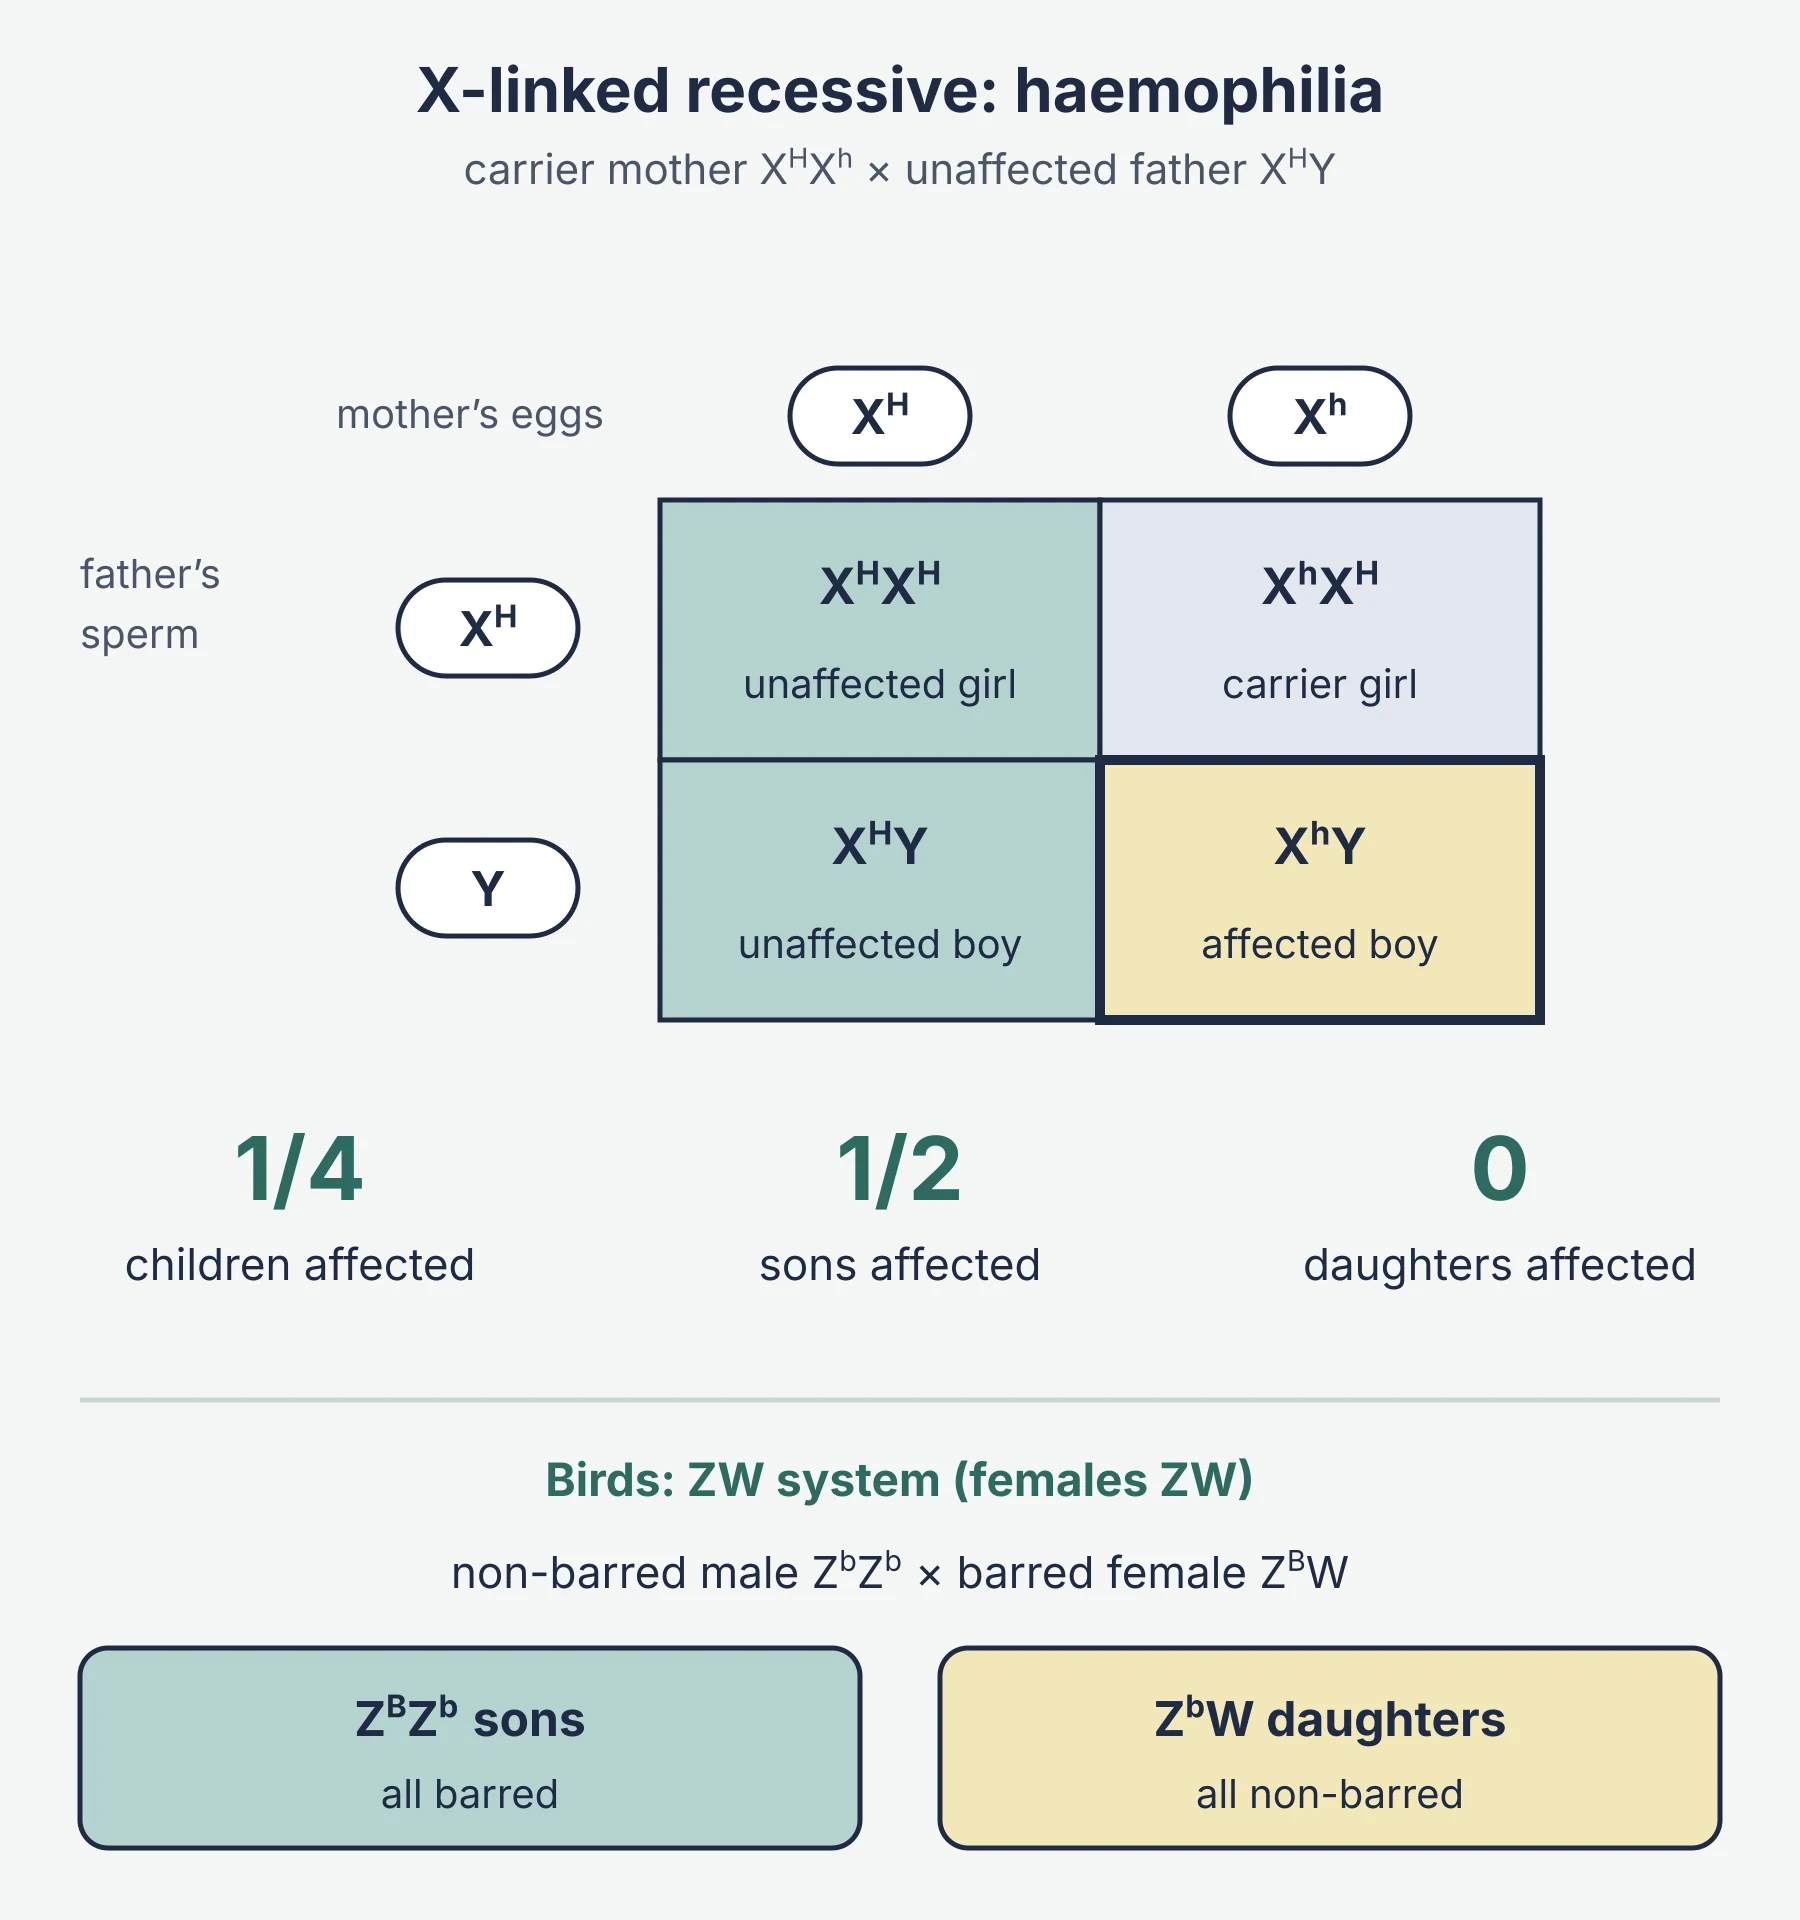 X-linked recessive: haemophilia
carrier mother XᴴXʰ × unaffected father XᴴY
mother’s eggs
Xᴴ
Xʰ
father’s
sperm
Xᴴ
XᴴXᴴ
XʰXᴴ
unaffected girl
carrier girl
Y
XᴴY
XʰY
unaffected boy
affected boy
1/4
1/2
0
children affected
sons affected
daughters affected
Birds: ZW system (females ZW)
non-barred male ZᵇZᵇ × barred female ZᴮW
ZᴮZᵇ sons
all barred
ZᵇW daughters
all non-barred